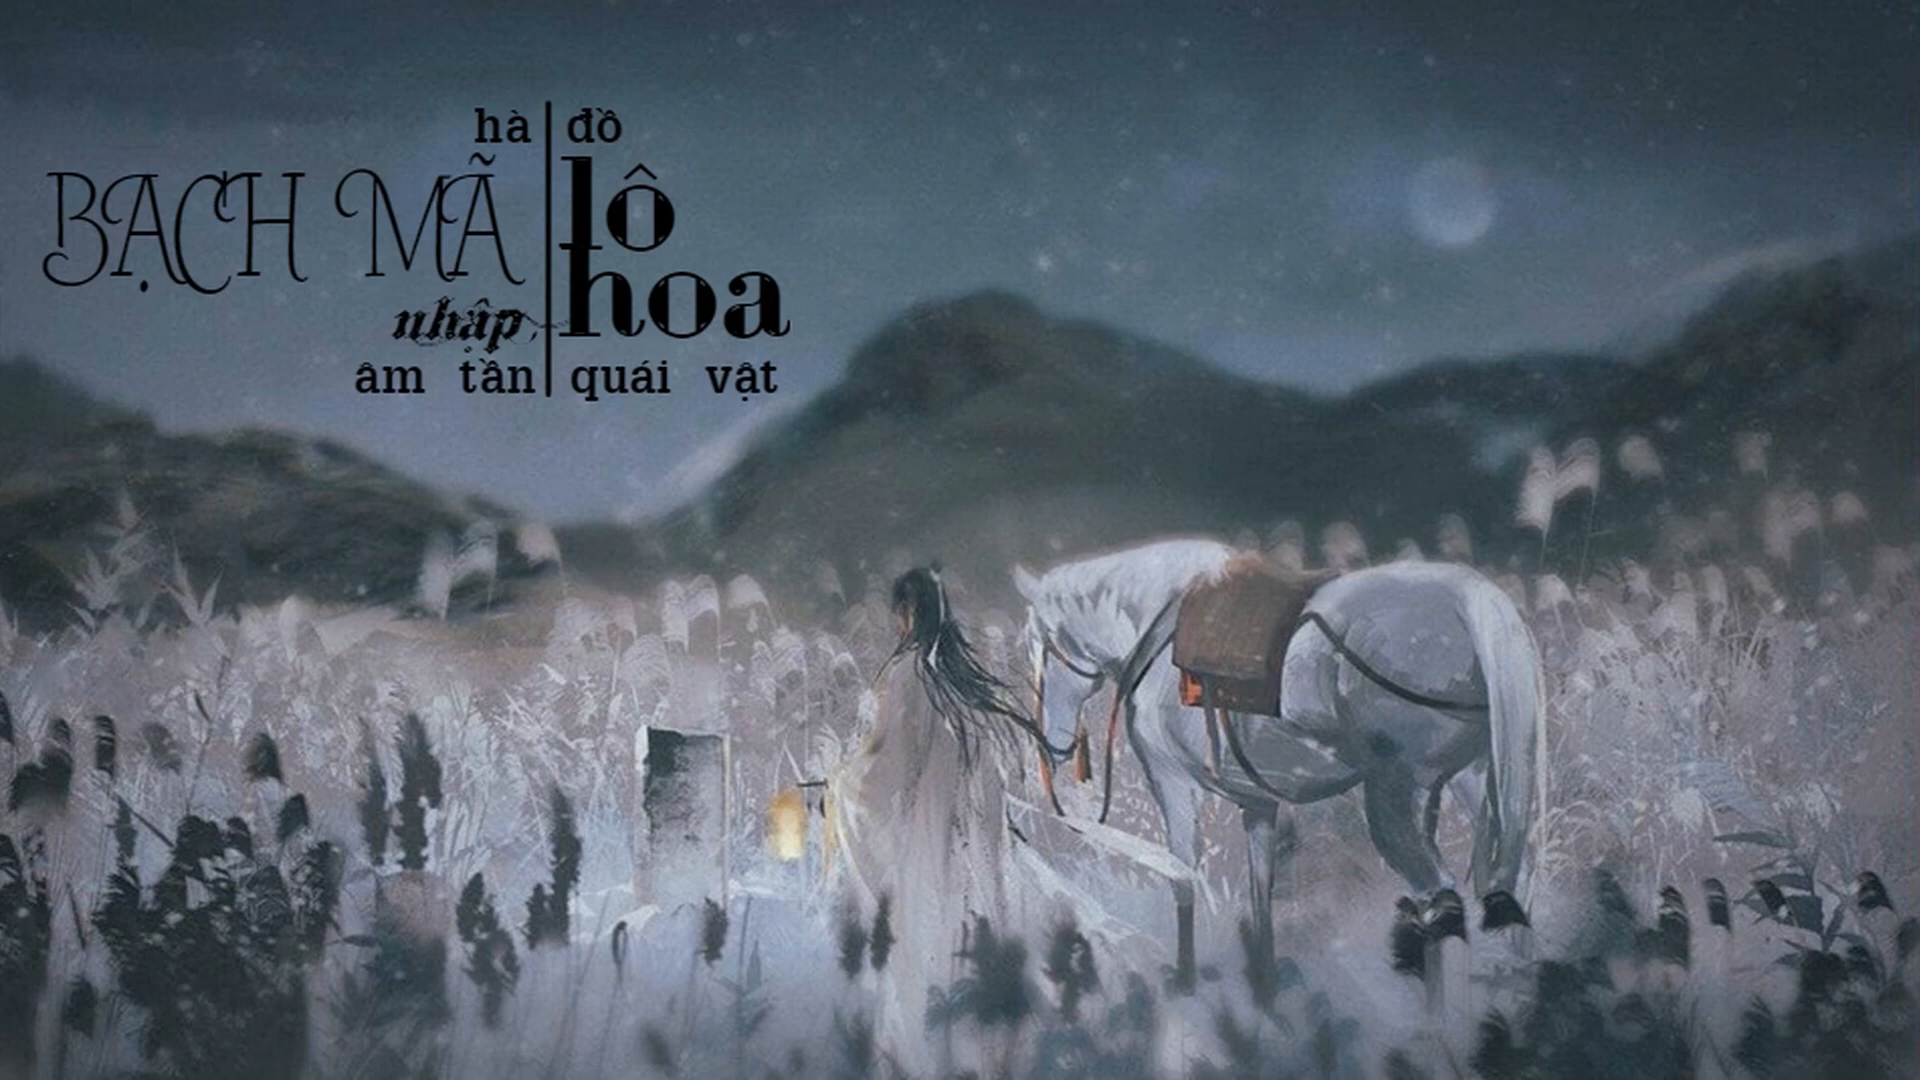 hà đồ
BẠCH MÃ lô
nhập hoa
âm tần quái vật